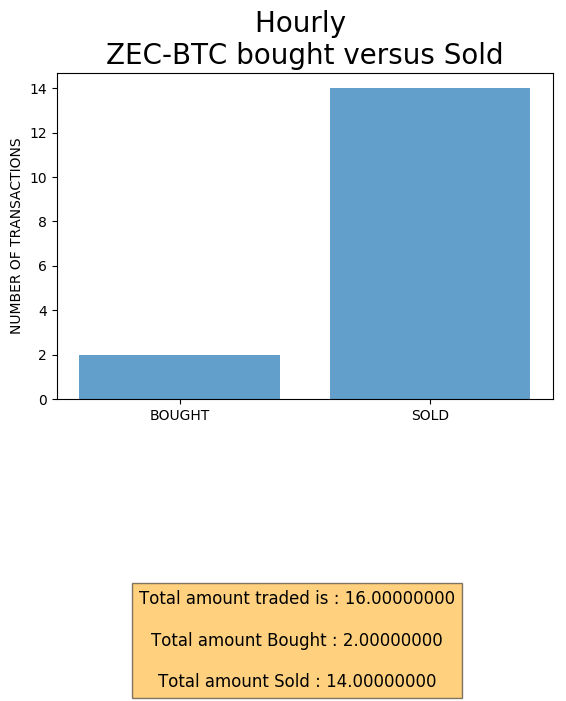 Hourly
ZEC-BTC bought versus Sold
NUMBER OF TRANSACTIONS
14
12
10
8
6
4
2
0
BOUGHT
SOLD
Total amount traded is : 16.00000000
Total amount Bought : 2.00000000
Total amount Sold : 14.00000000